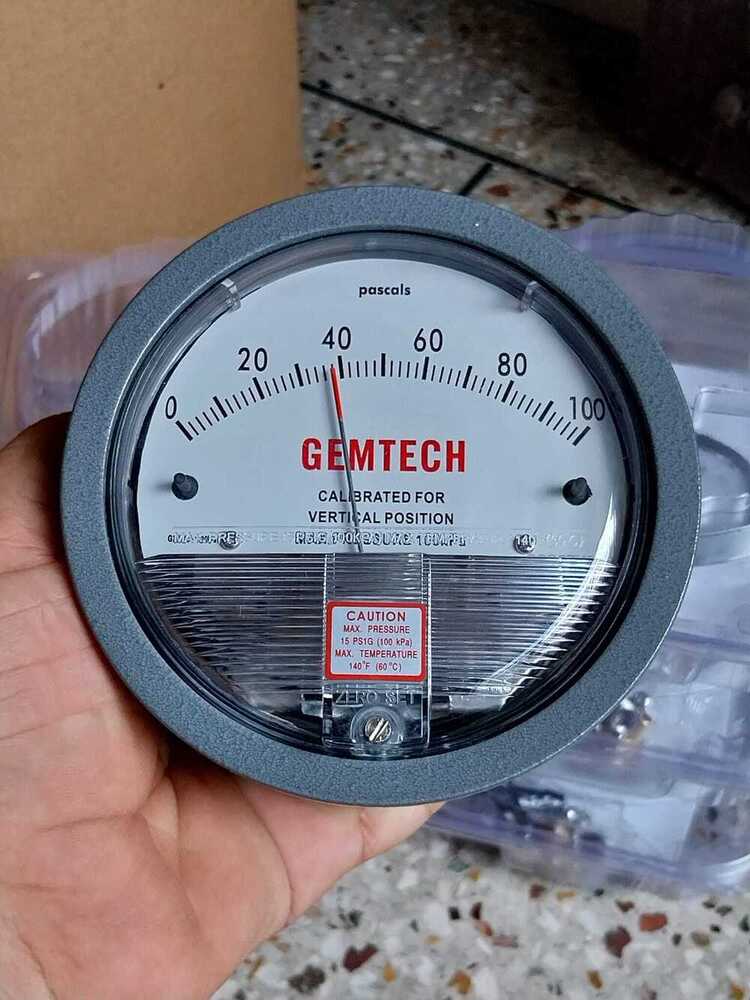 pascals
0 20 40 60 80 100
GEMTECH
CALIBRATED FOR
VERTICAL POSITION
CAUTION
MAX. PRESSURE
15 PS1G (100 kPa)
MAX. TEMPERATURE
140°F (60°C)
ZERO SET